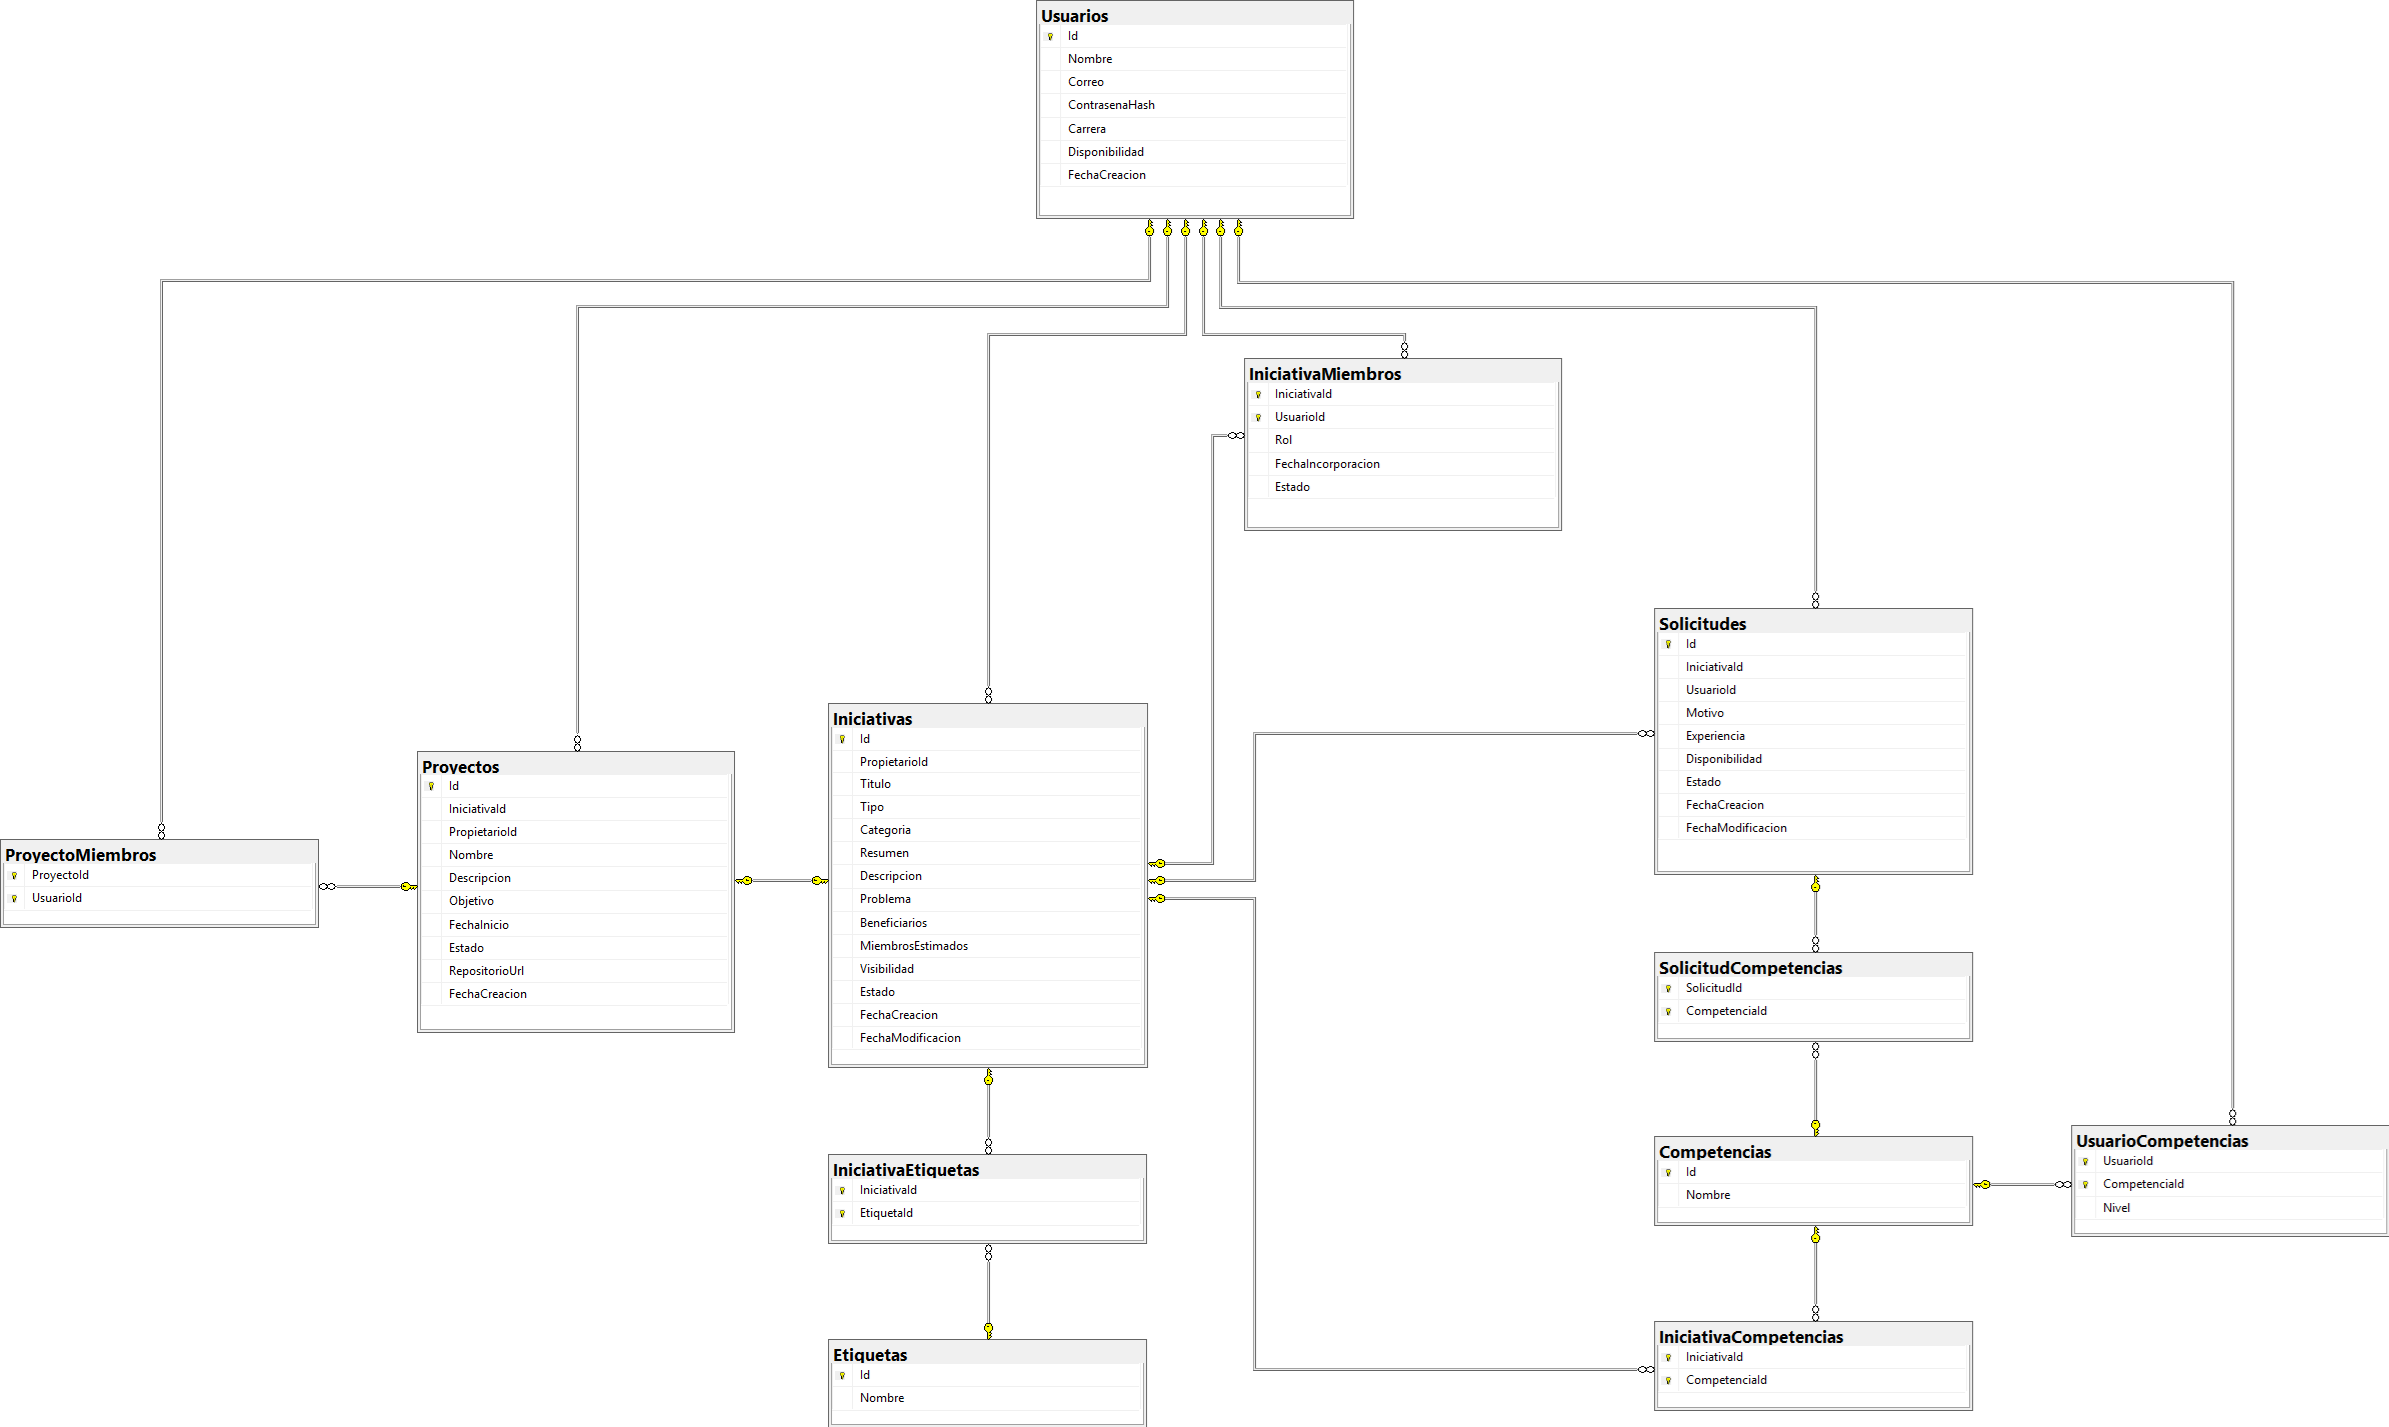 Usuarios
Id
Nombre
Correo
ContrasenaHash
Carrera
Disponibilidad
FechaCreacion
IniciativaMiembros
IniciativaId
UsuarioId
Rol
FechaIncorporacion
Estado
Solicitudes
Id
IniciativaId
UsuarioId
Motivo
Experiencia
Disponibilidad
Estado
FechaCreacion
FechaModificacion
Iniciativas
Id
PropietarioId
Titulo
Tipo
Categoria
Resumen
Descripcion
Problema
Beneficiarios
MiembrosEstimados
Visibilidad
Estado
FechaCreacion
FechaModificacion
Proyectos
Id
IniciativaId
PropietarioId
Nombre
Descripcion
Objetivo
FechaInicio
Estado
RepositorioUrl
FechaCreacion
ProyectoMiembros
ProyectoId
UsuarioId
SolicitudCompetencias
SolicitudId
CompetenciaId
Competencias
Id
Nombre
UsuarioCompetencias
UsuarioId
CompetenciaId
Nivel
IniciativaEtiquetas
IniciativaId
EtiquetaId
Etiquetas
Id
Nombre
IniciativaCompetencias
IniciativaId
CompetenciaId